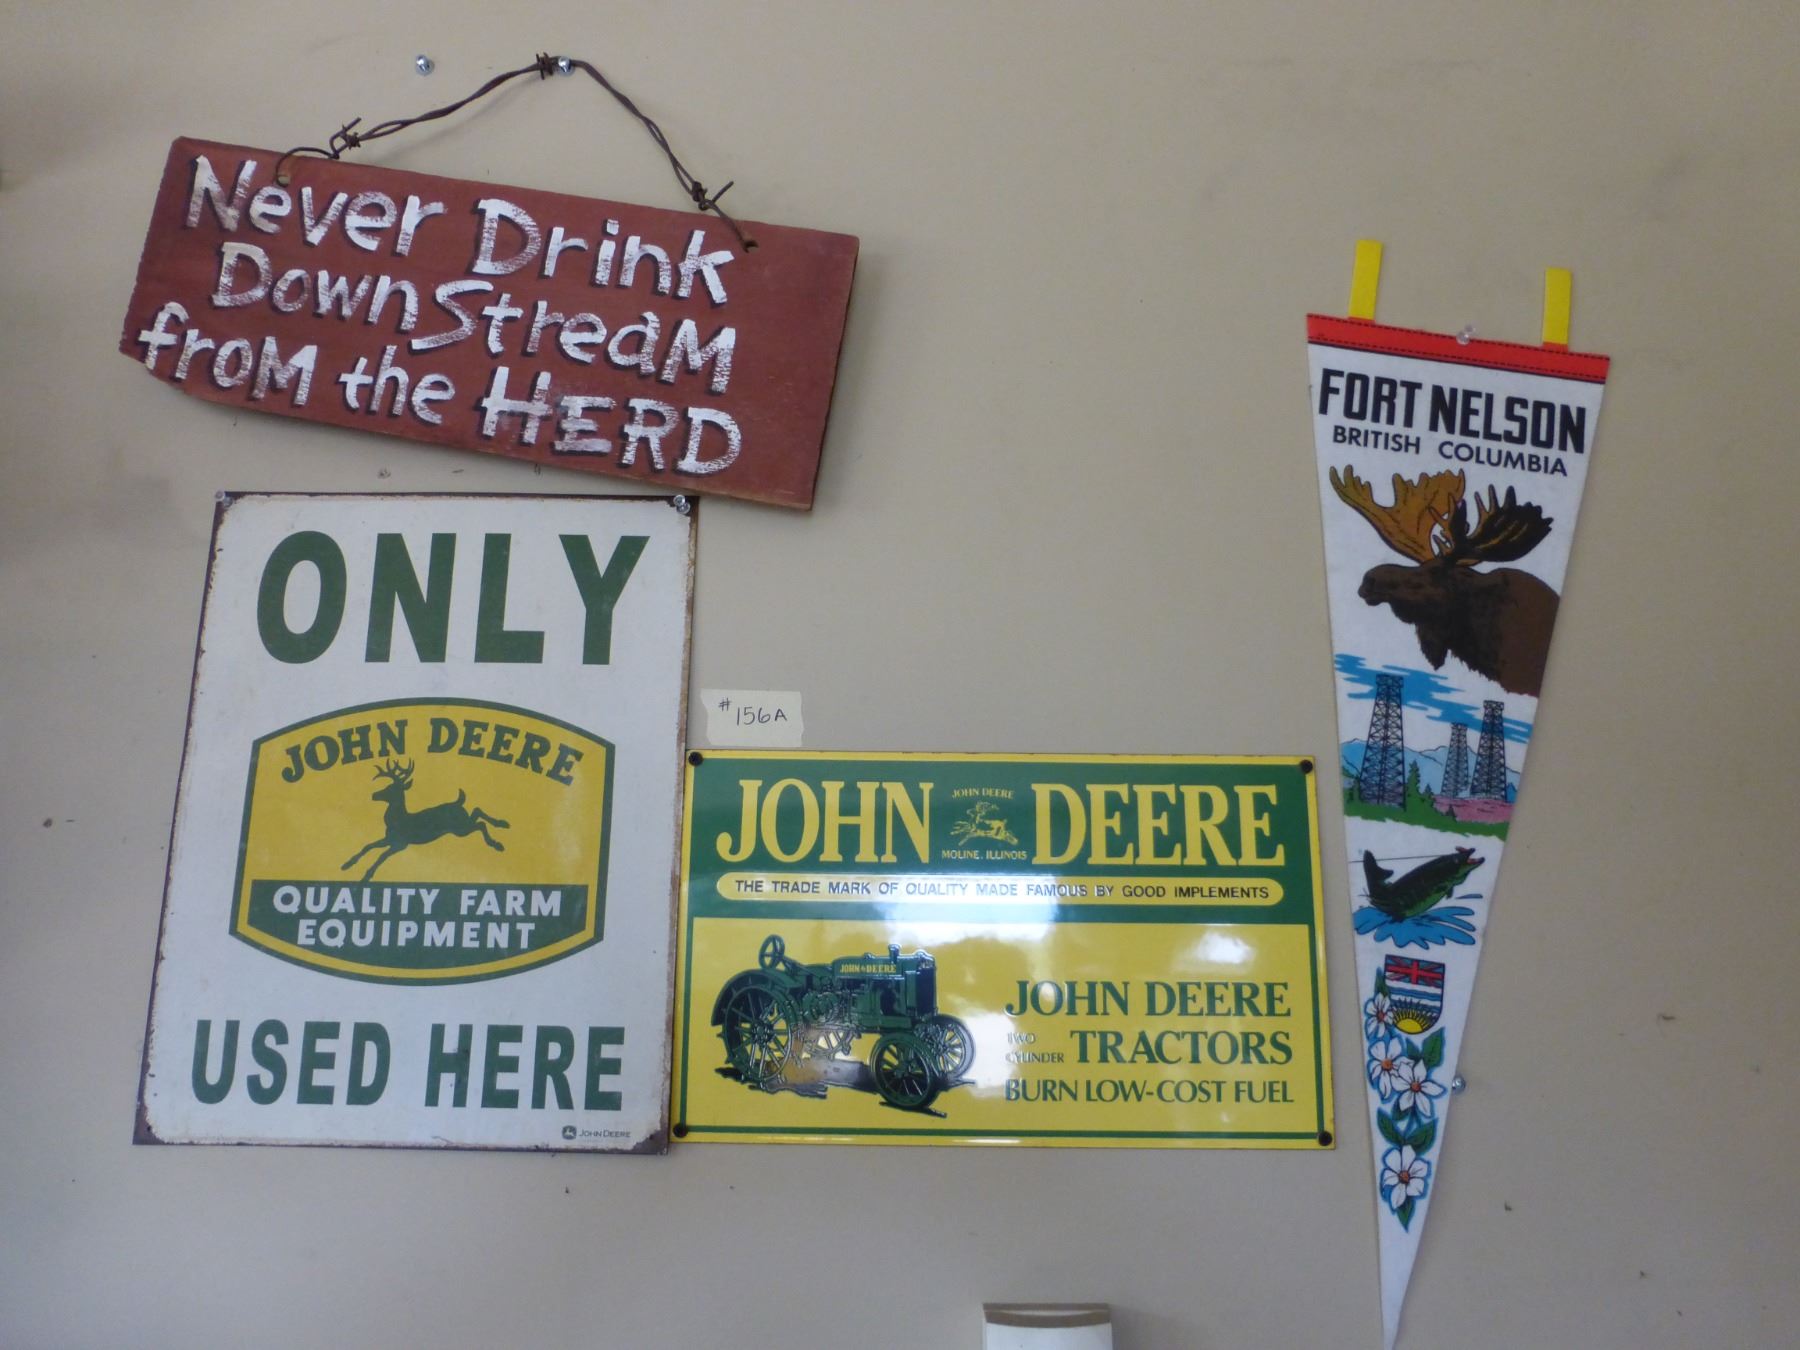 Never Drink
DownStreaM
froM the HERD
ONLY
JOHN DEERE
QUALITY FARM
EQUIPMENT
USED HERE
JOHN DEERE
#156A
JOHN DEERE
JOHN DEERE
MOLINE, ILLINOIS
THE TRADE MARK OF QUALITY MADE FAMOUS BY GOOD IMPLEMENTS
JOHN DEERE
JOHN DEERE
TWO
CYLINDER TRACTORS
BURN LOW-COST FUEL
FORT NELSON
BRITISH COLUMBIA